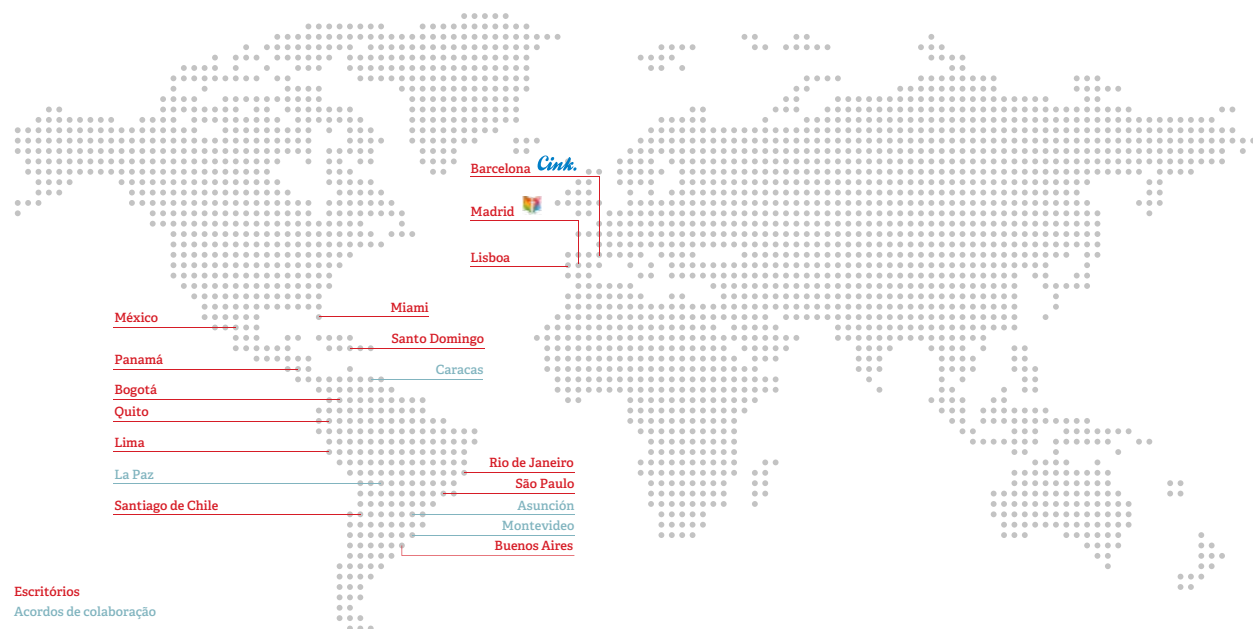 Barcelona Cink.
Madrid
Lisboa
Miami
México
Santo Domingo
Panamá
Caracas
Bogotá
Quito
Lima
Rio de Janeiro
La Paz
São Paulo
Santiago de Chile
Asunción
Montevideo
Buenos Aires
Escritórios
Acordos de colaboração